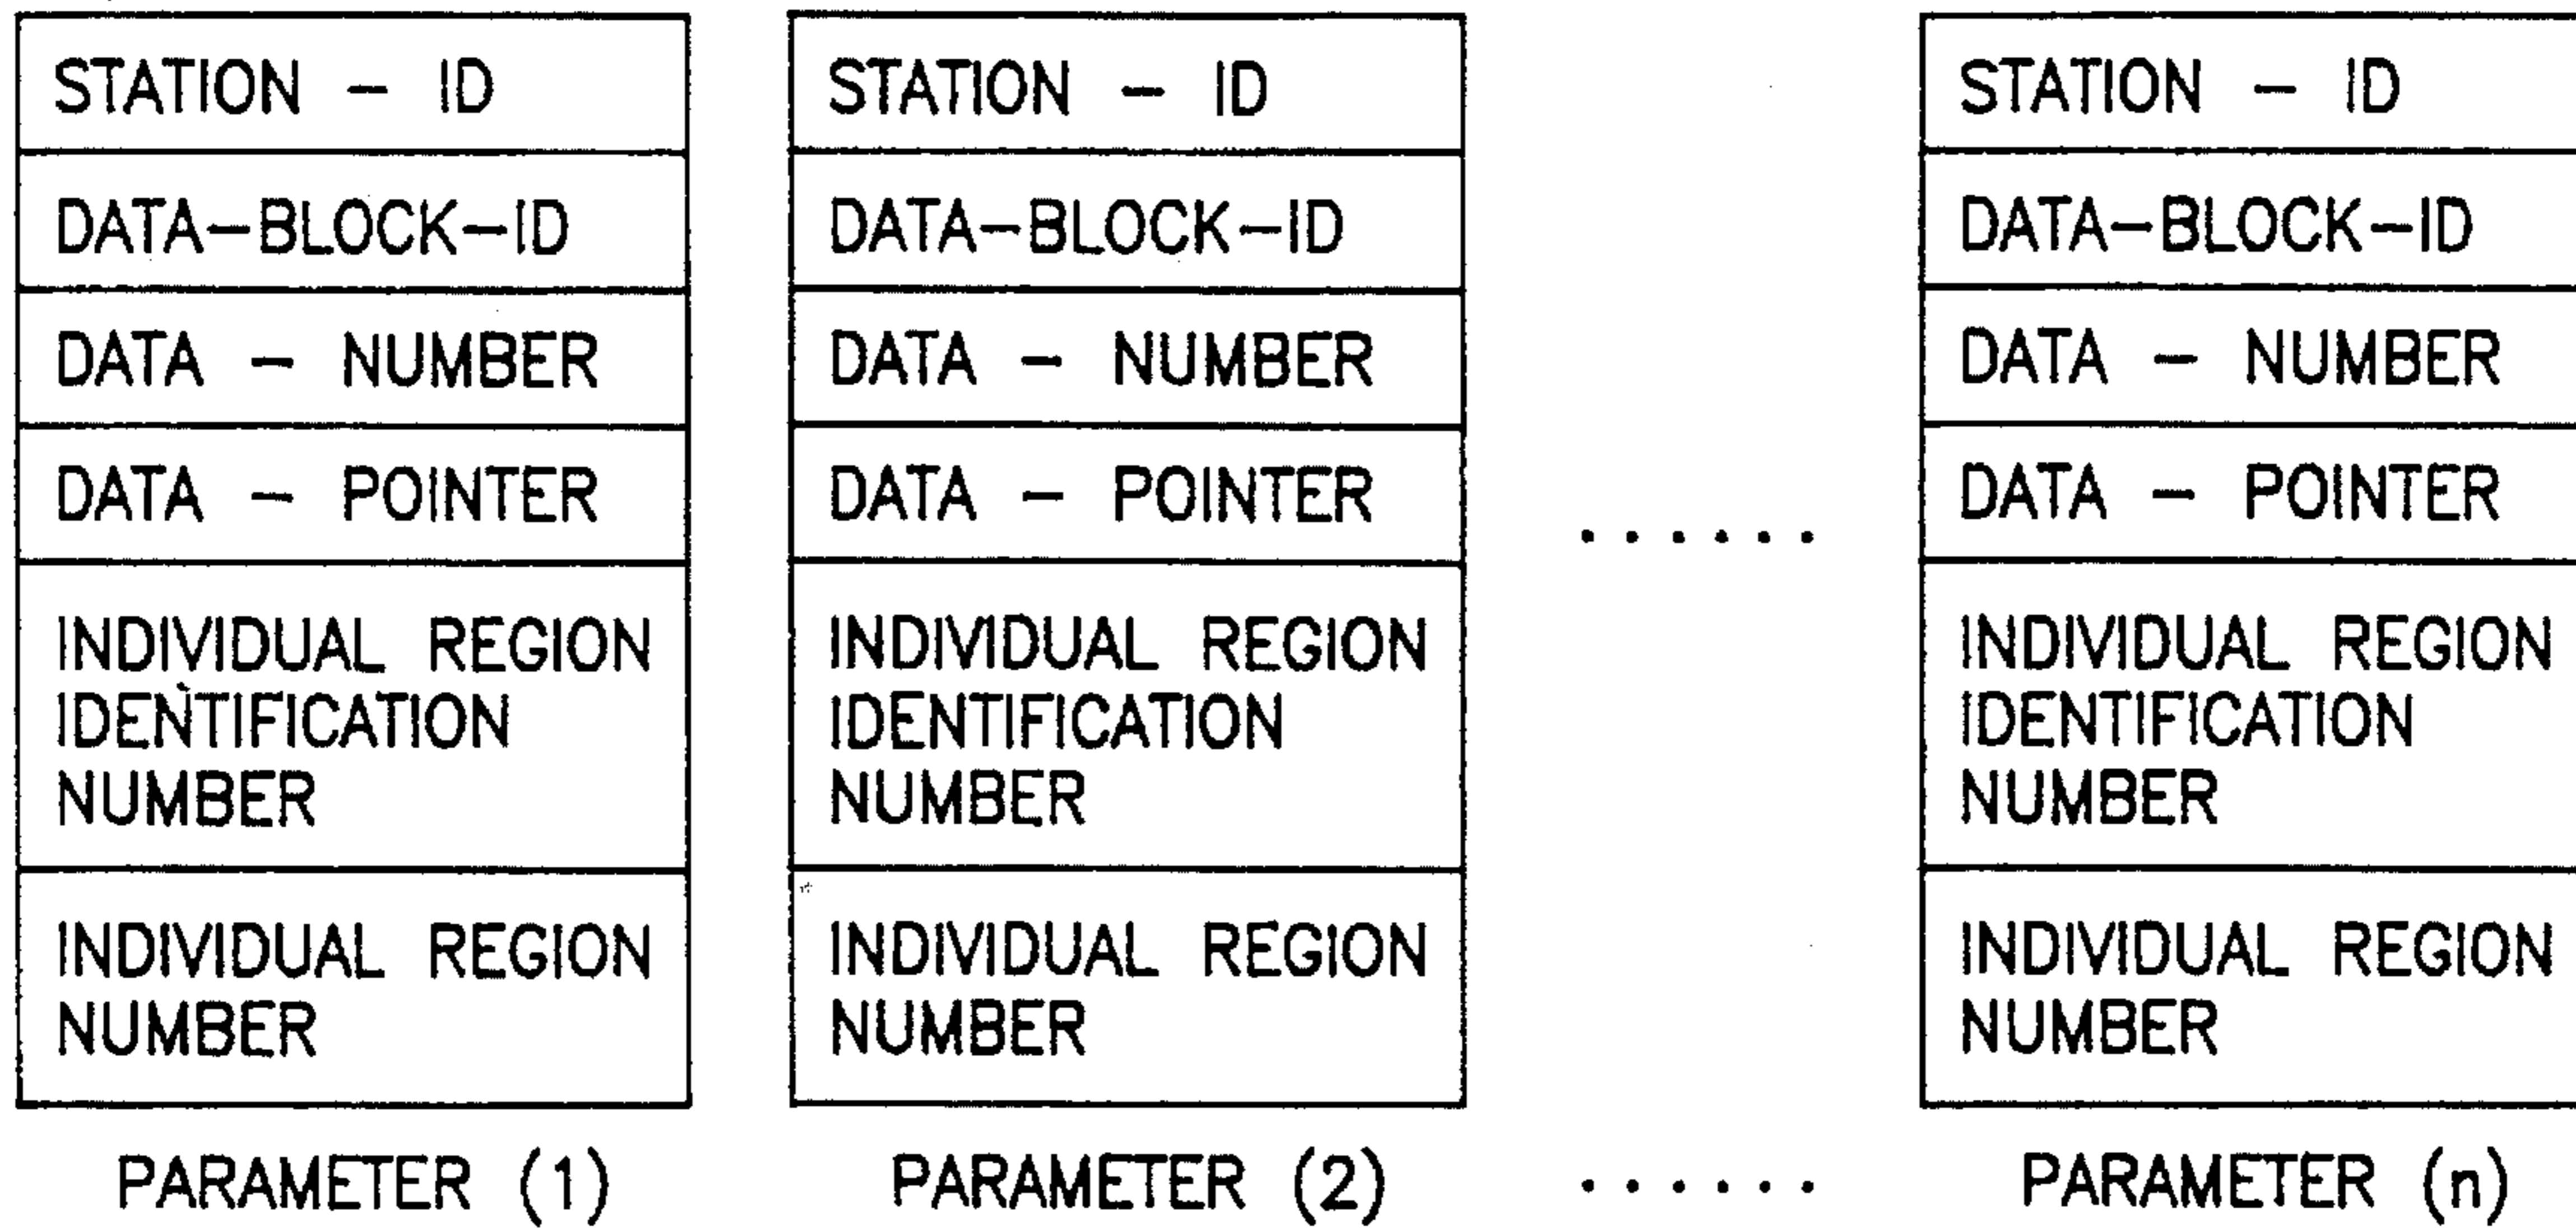 STATION - ID
DATA-BLOCK-ID
DATA - NUMBER
DATA - POINTER
INDIVIDUAL REGION
IDENTIFICATION
NUMBER
INDIVIDUAL REGION
NUMBER
PARAMETER (1)
STATION - ID
DATA-BLOCK-ID
DATA - NUMBER
DATA - POINTER
INDIVIDUAL REGION
IDENTIFICATION
NUMBER
INDIVIDUAL REGION
NUMBER
PARAMETER (2)
......
......
STATION - ID
DATA-BLOCK-ID
DATA - NUMBER
DATA - POINTER
INDIVIDUAL REGION
IDENTIFICATION
NUMBER
INDIVIDUAL REGION
NUMBER
PARAMETER (n)